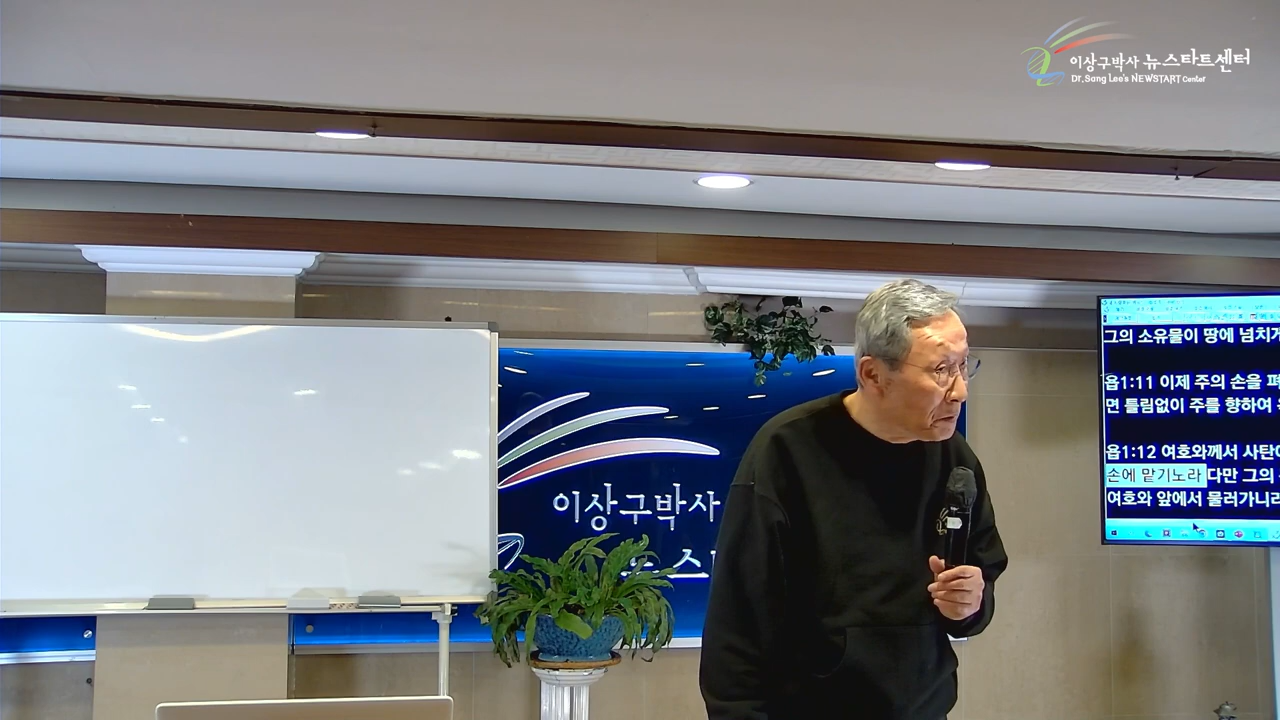 이상구박사 뉴스타트센터
Dr. Sang Lee's NEWSTART Center
그의 소유물이 땅에 넘치게
욥1:11 이제 주의 손을 펴
면 틀림없이 주를 향하여
욥1:12 여호와께서 사탄에
손에 맡기노라 다만 그의
여호와 앞에서 물러가니라
이상구박사